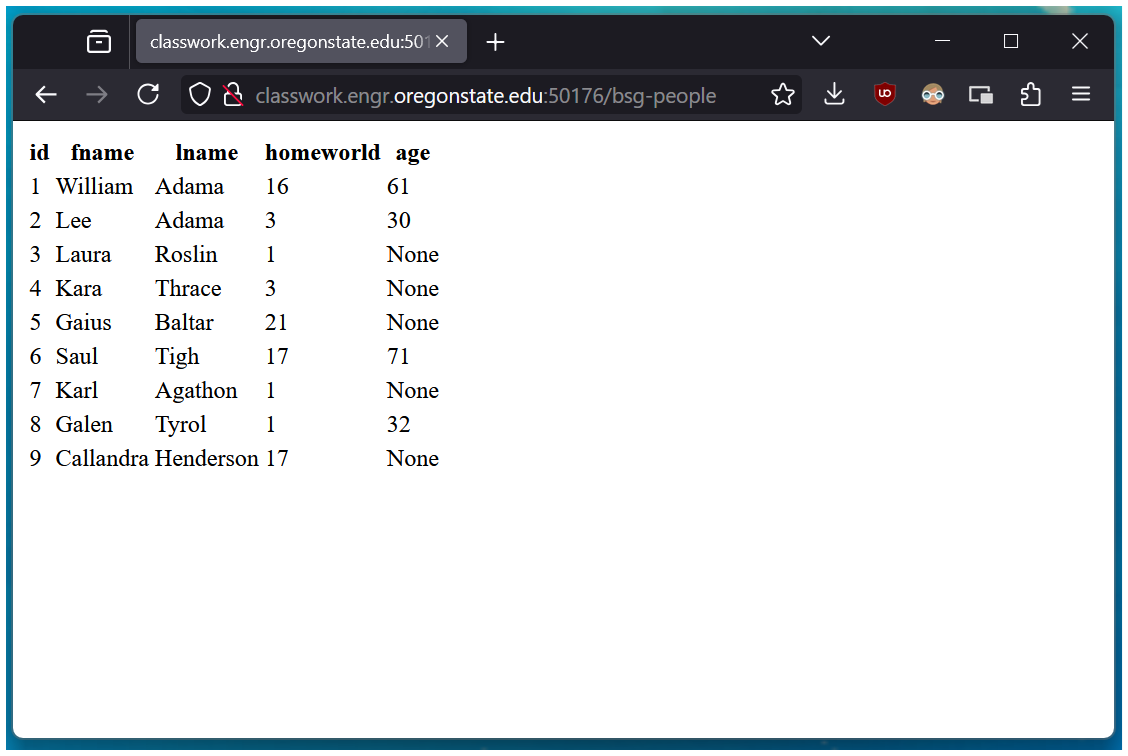 classwork.engr.oregonstate.edu:501
classwork.engr.oregonstate.edu:50176/bsg-people
id fname lname homeworld age
1 William Adama 16 61
2 Lee Adama 3 30
3 Laura Roslin 1 None
4 Kara Thrace 3 None
5 Gaius Baltar 21 None
6 Saul Tigh 17 71
7 Karl Agathon 1 None
8 Galen Tyrol 1 32
9 Callandra Henderson 17 None